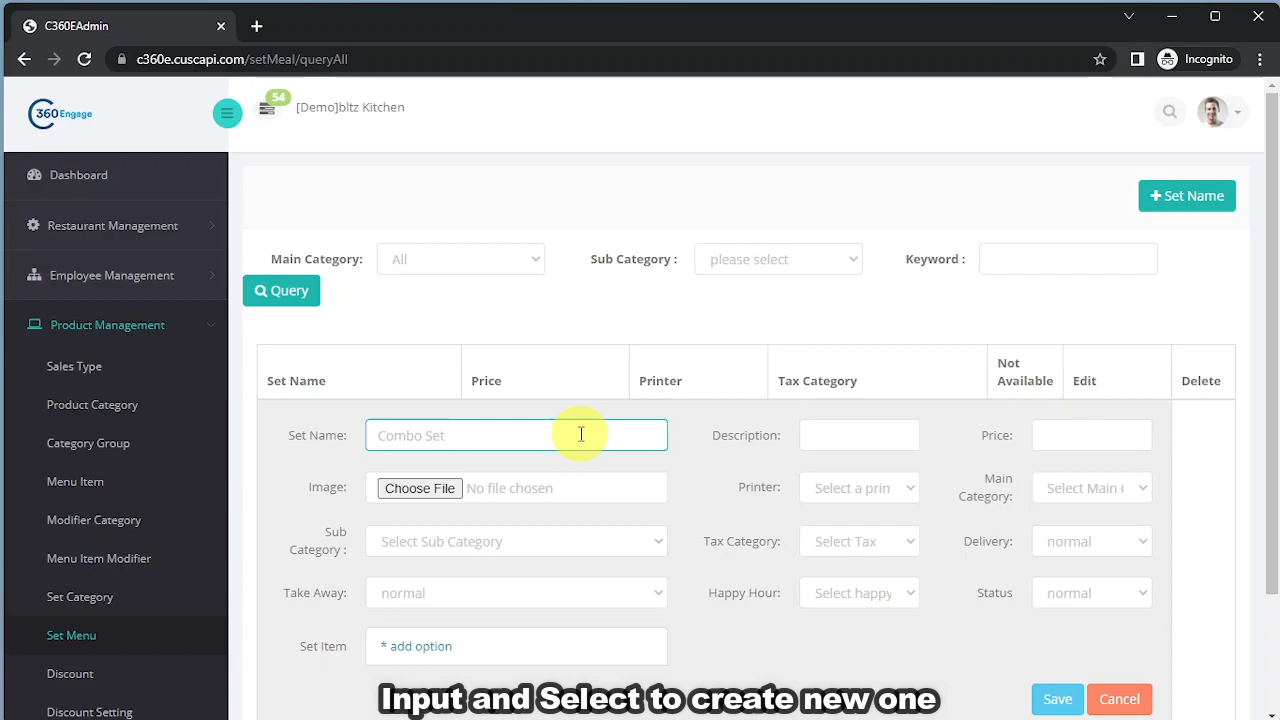 C360EAdmin
c360e.cuscapi.com/setMeal/queryAll
Incognito
360 Engage
54
[Demo]bltz Kitchen
Dashboard
Restaurant Management
Employee Management
Product Management
Sales Type
Product Category
Category Group
Menu Item
Modifier Category
Menu Item Modifier
Set Category
Set Menu
Discount
Discount Setting
+ Set Name
Main Category: All Sub Category : please select Keyword :
Query
Set Name Price Printer Tax Category Not Available Edit Delete
Set Name: Combo Set Description: Price:
Image: Choose File No file chosen Printer: Select a prin Main Category: Select Main C
Sub Category : Select Sub Category Tax Category: Select Tax Delivery: normal
Take Away: normal Happy Hour: Select happy Status normal
Set Item * add option
Save Cancel
Input and Select to create new one